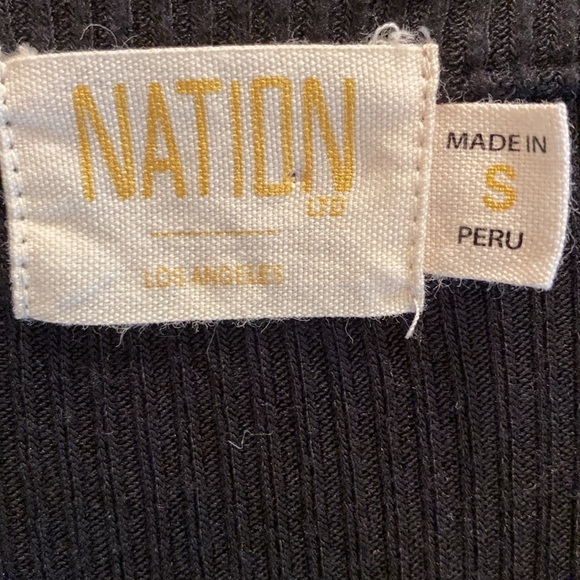 NATION
LTD
LOS ANGELES
MADE IN
S
PERU